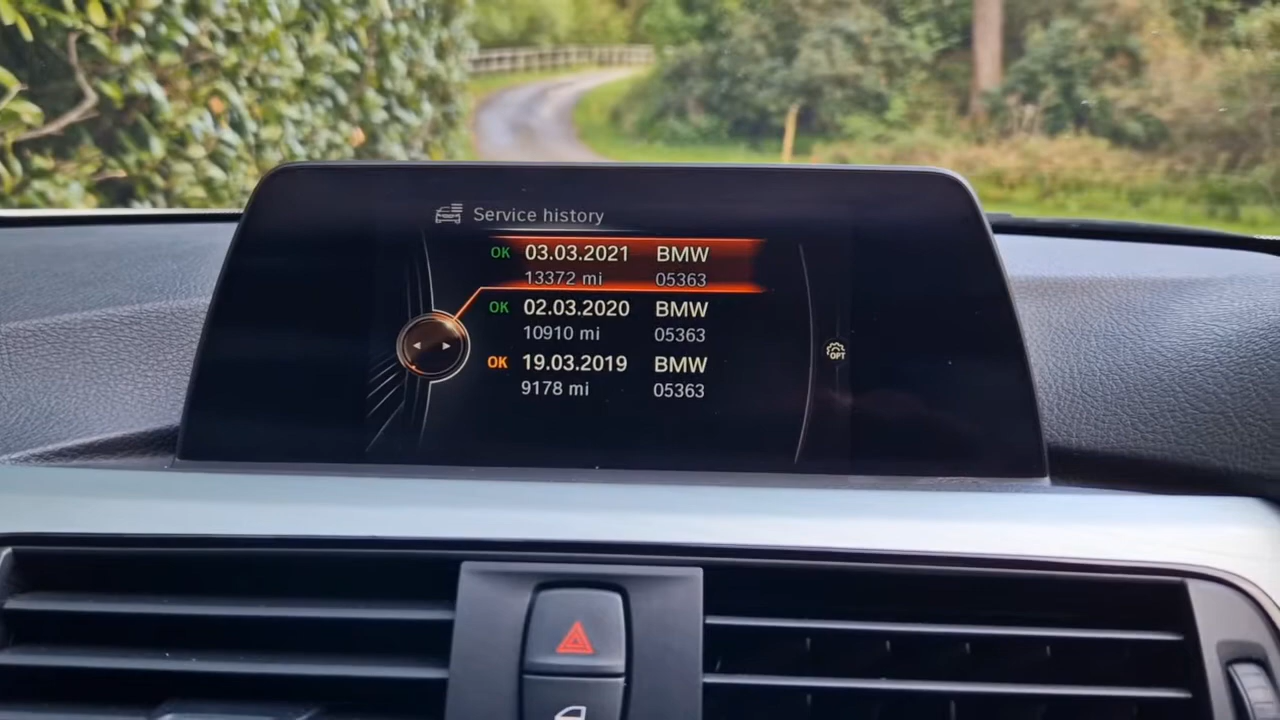 Service history
OK 03.03.2021 BMW
13372 mi 05363
OK 02.03.2020 BMW
10910 mi 05363
OK 19.03.2019 BMW
9178 mi 05363
OPT